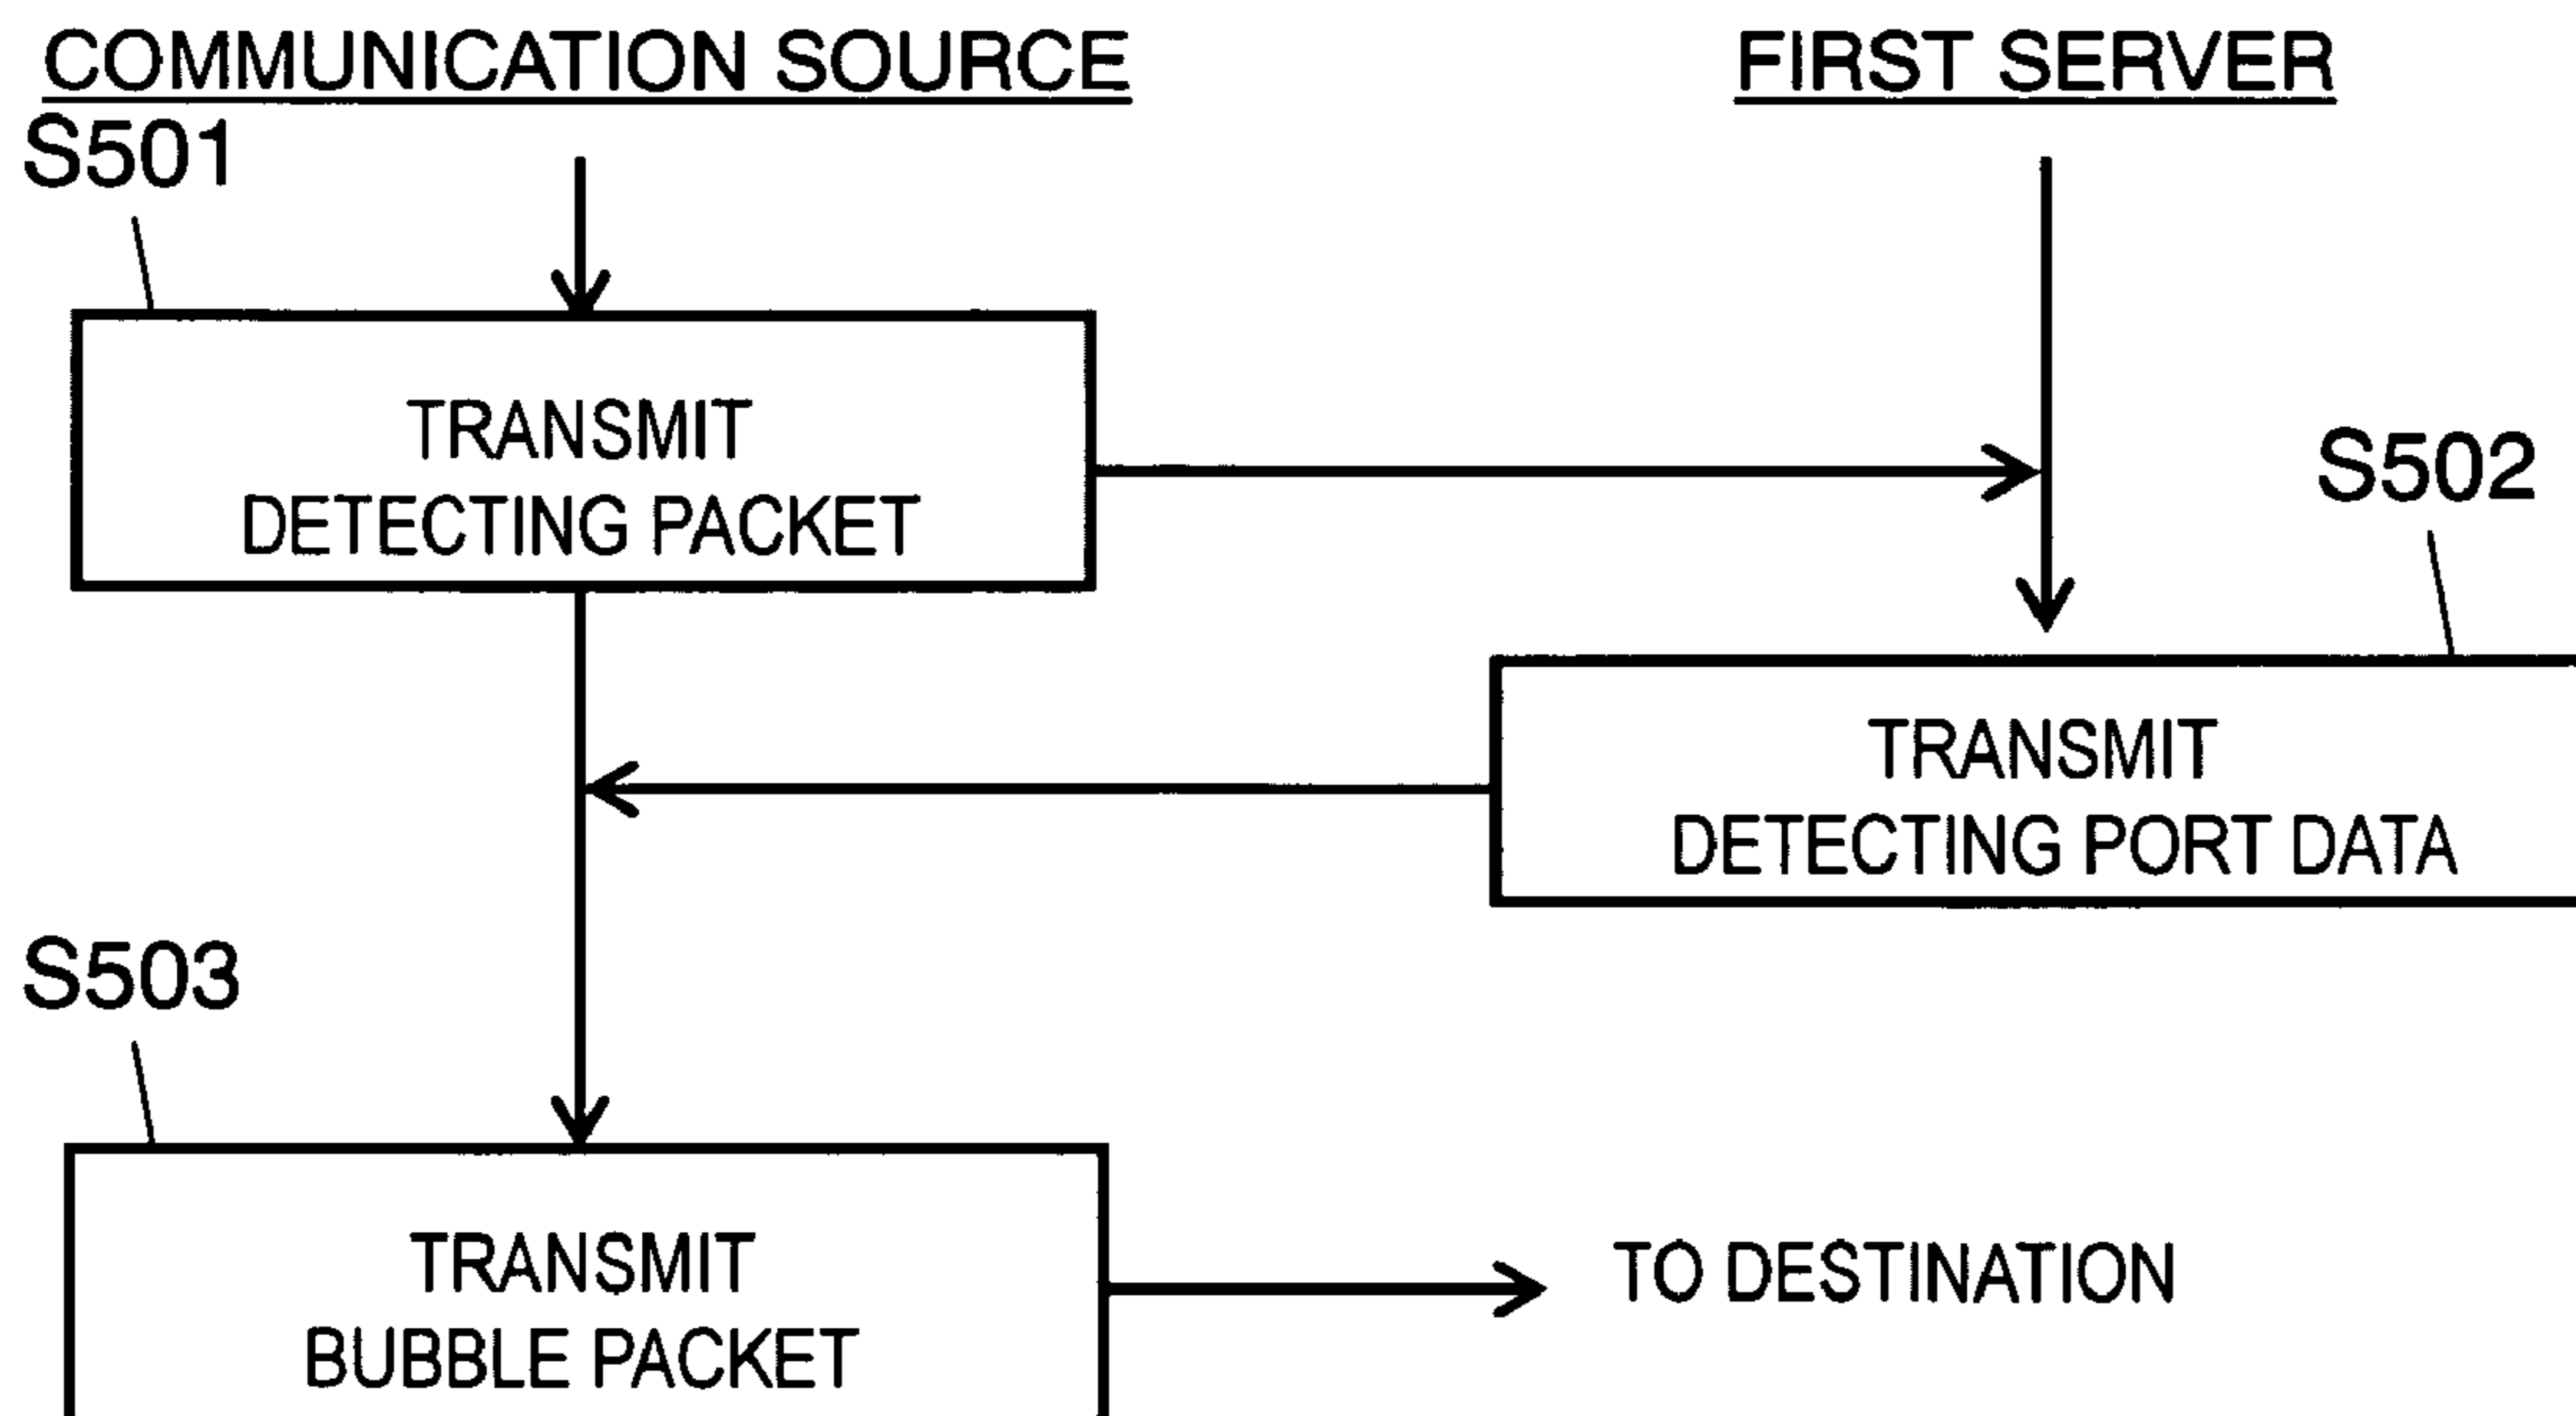 COMMUNICATION SOURCE
FIRST SERVER
S501
TRANSMIT
DETECTING PACKET
S502
TRANSMIT
DETECTING PORT DATA
S503
TRANSMIT
BUBBLE PACKET
TO DESTINATION